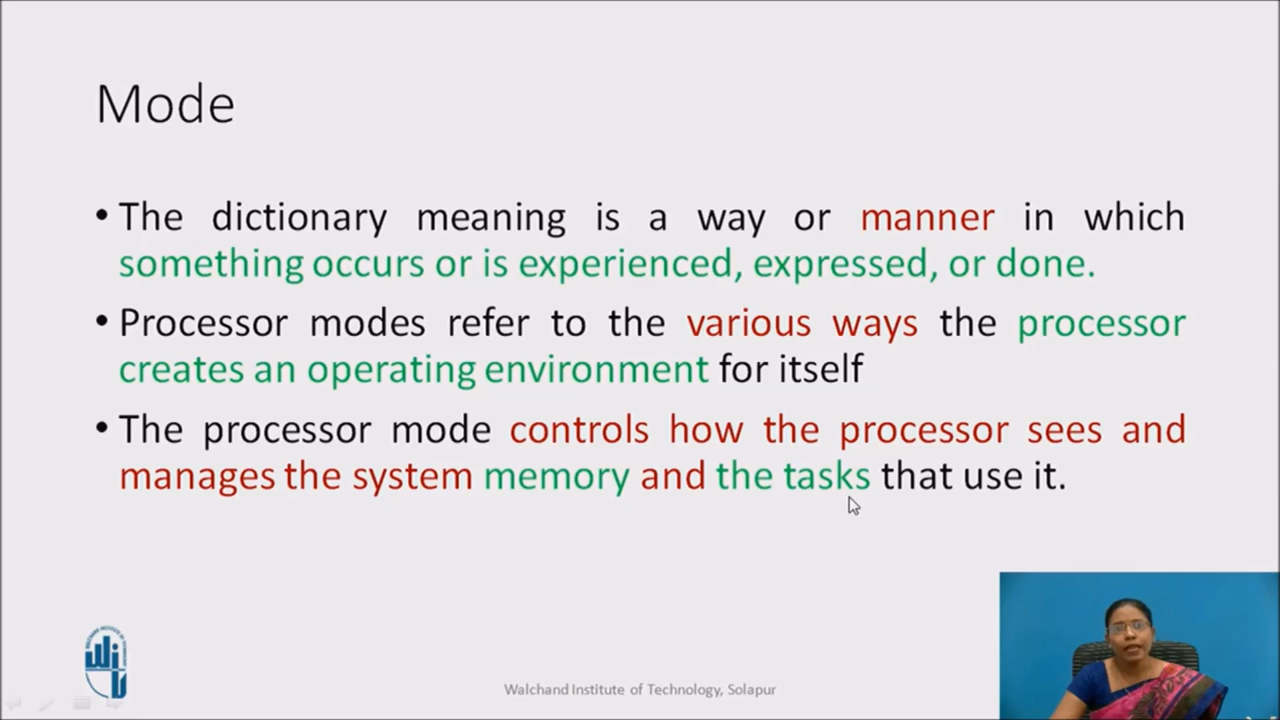 Mode
• The dictionary meaning is a way or manner in which
something occurs or is experienced, expressed, or done.
• Processor modes refer to the various ways the processor
creates an operating environment for itself
• The processor mode controls how the processor sees and
manages the system memory and the tasks that use it.
Walchand Institute of Technology, Solapur